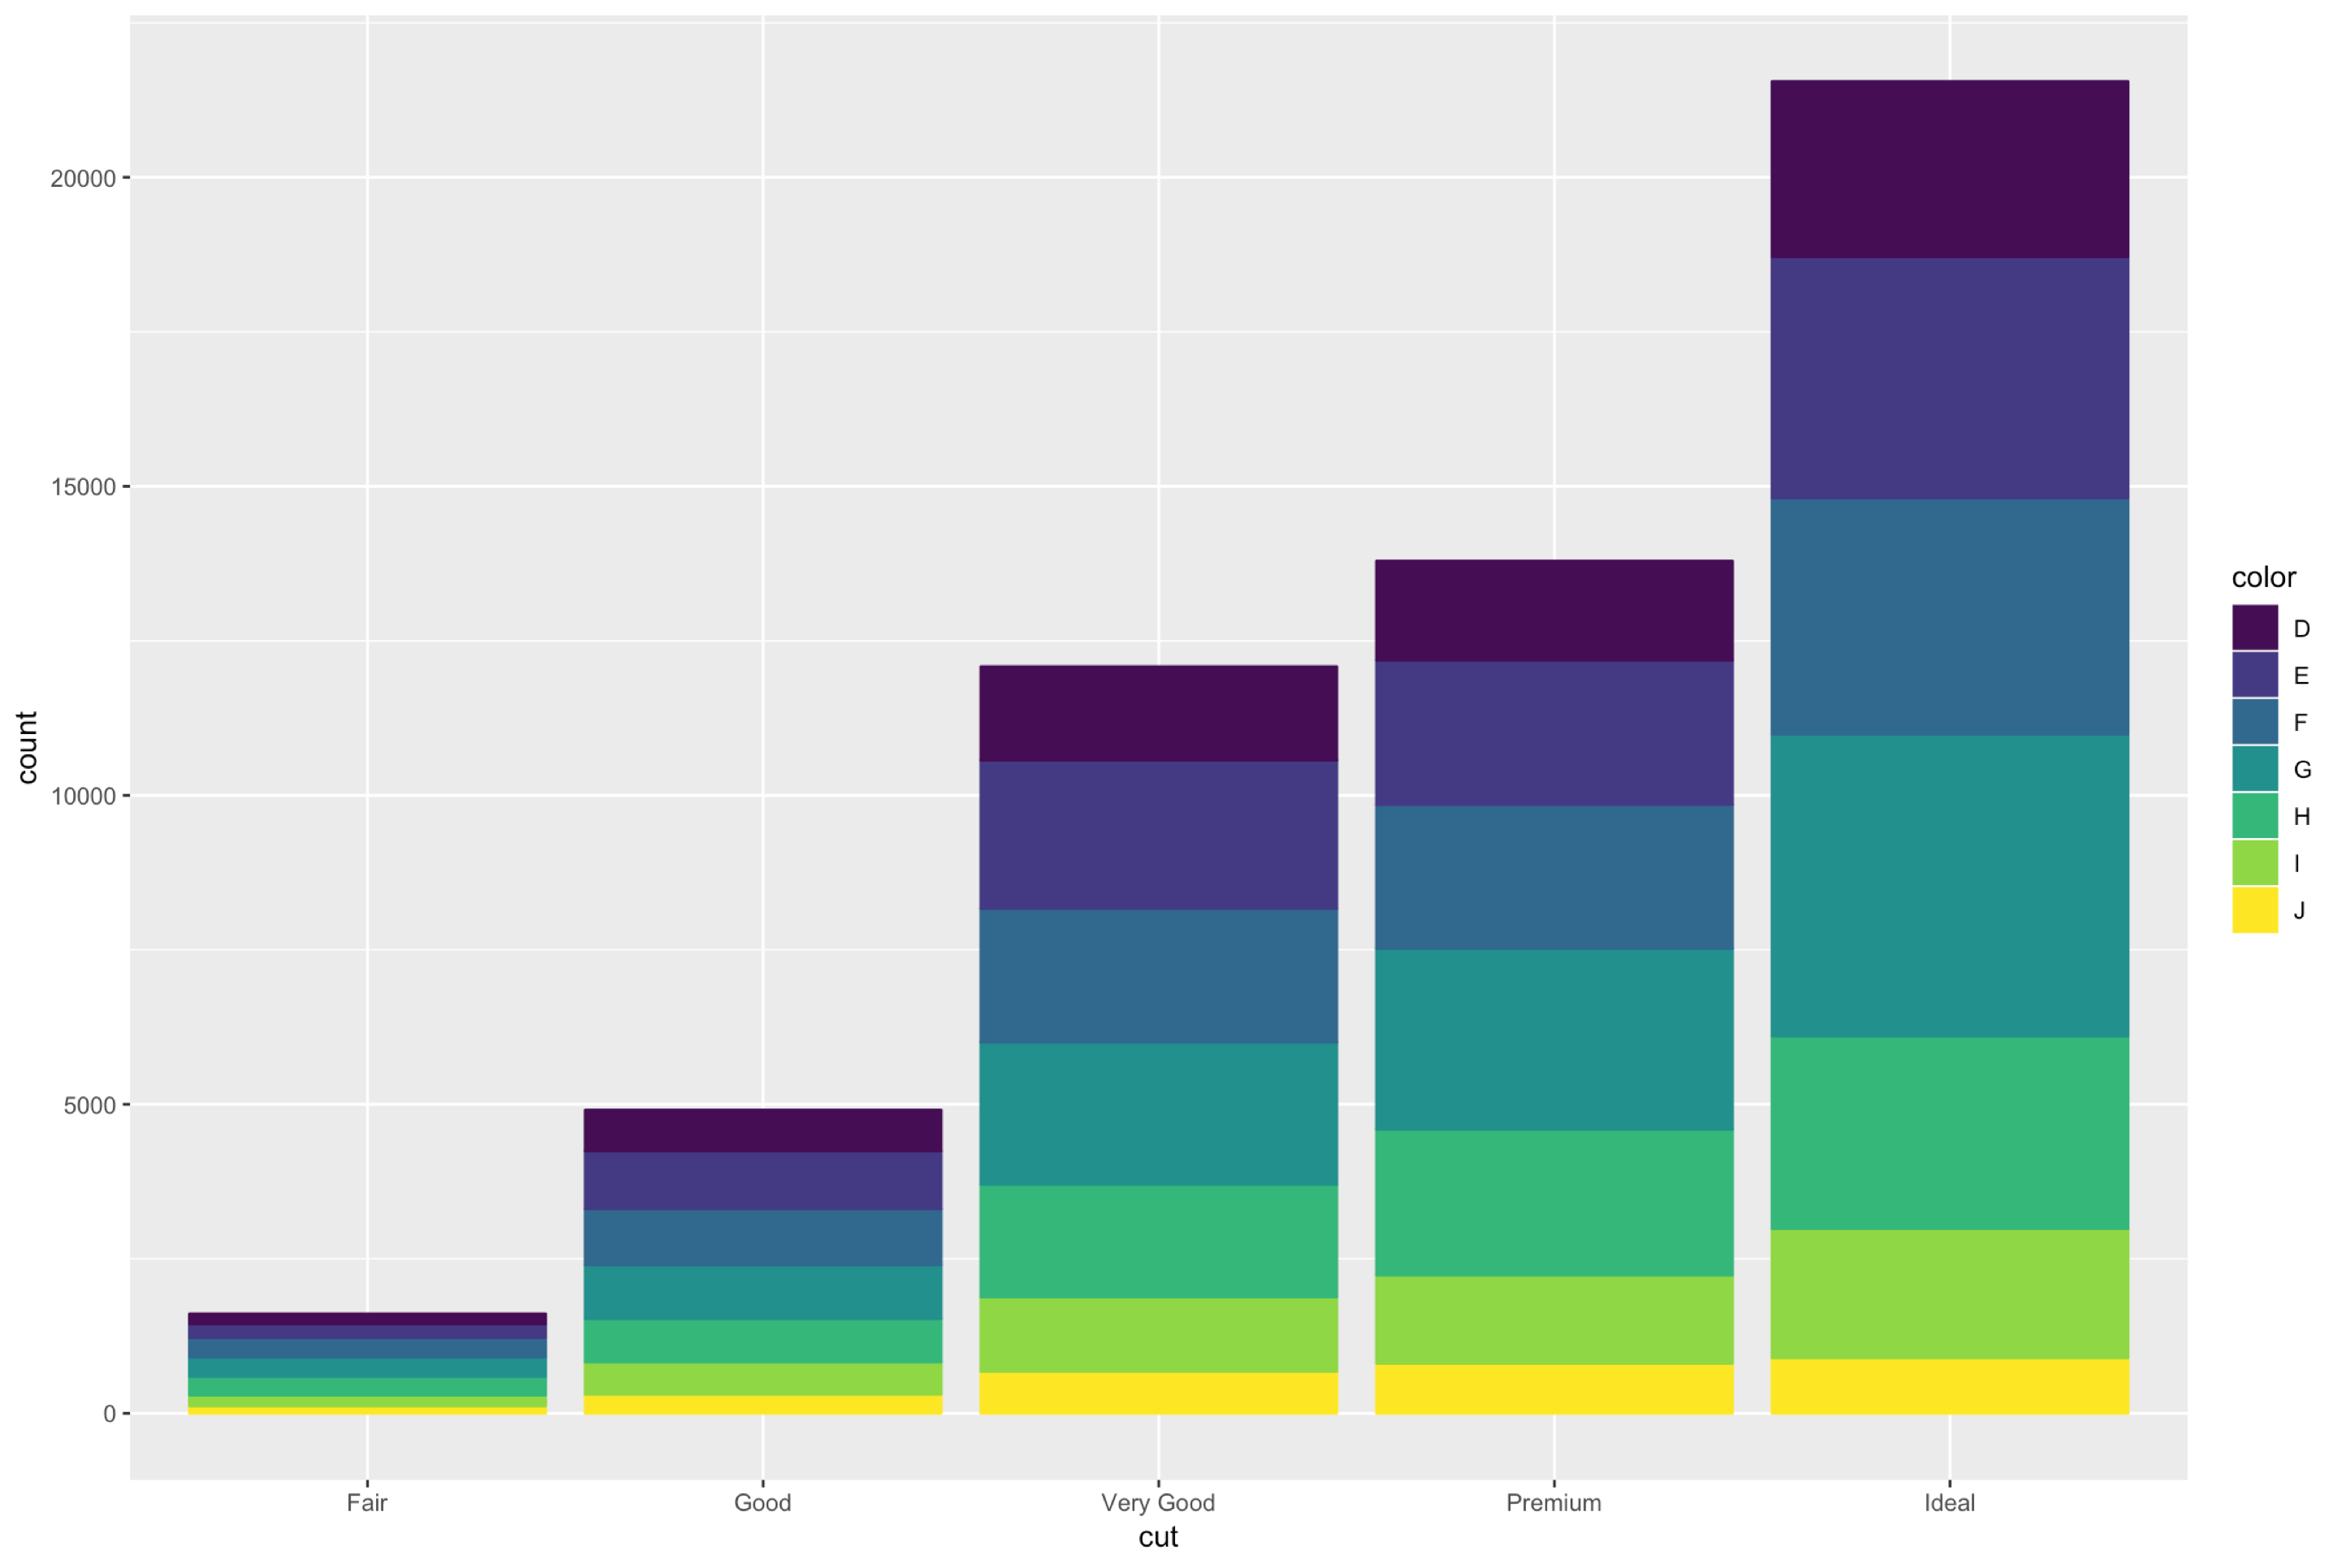 20000
15000
10000
5000
0
count
Fair Good Very Good Premium Ideal
cut
color
D
E
F
G
H
I
J